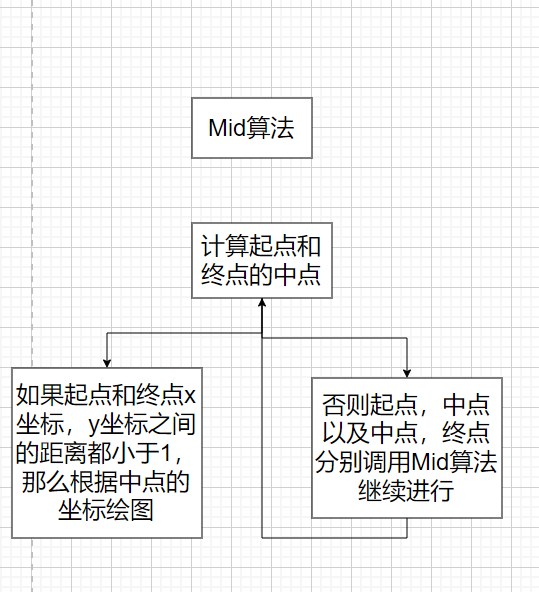 Mid算法
计算起点和
终点的中点
如果起点和终点x
坐标，y坐标之间
的距离都小于1，
那么根据中点的
坐标绘图
否则起点，中点
以及中点，终点
分别调用Mid算法
继续进行